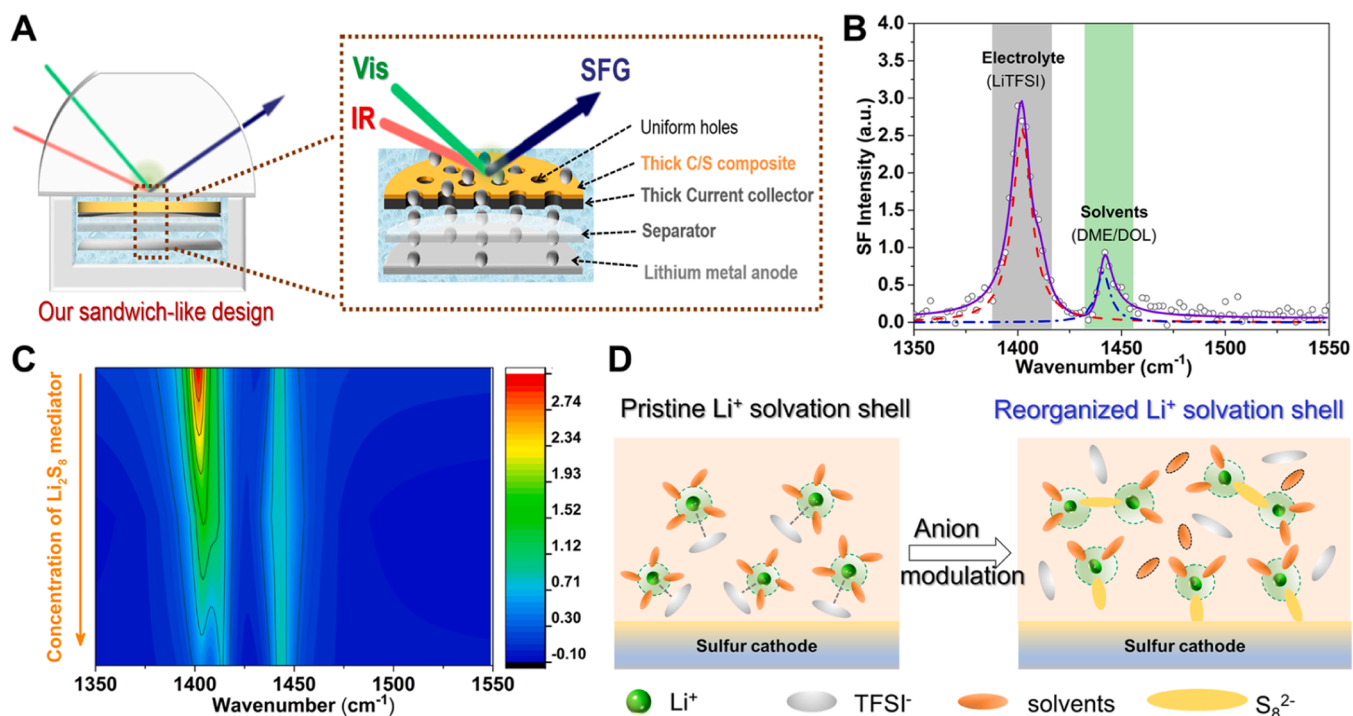 A
Vis
IR
SFG
Uniform holes
Thick C/S composite
Thick Current collector
Separator
Lithium metal anode
Our sandwich-like design
B
SF Intensity (a.u.)
4.0
3.5
3.0
2.5
2.0
1.5
1.0
0.5
0.0
Electrolyte
(LiTFSI)
Solvents
(DME/DOL)
1350 1400 1450 1500 1550
Wavenumber (cm⁻¹)
C
Concentration of Li₂S₈ mediator
2.74
2.34
1.93
1.52
1.12
0.71
0.30
-0.10
1350 1400 1450 1500 1550
Wavenumber (cm⁻¹)
D
Pristine Li⁺ solvation shell
Reorganized Li⁺ solvation shell
Anion
modulation
Sulfur cathode
Sulfur cathode
Li⁺ TFSI⁻ solvents S₈²⁻